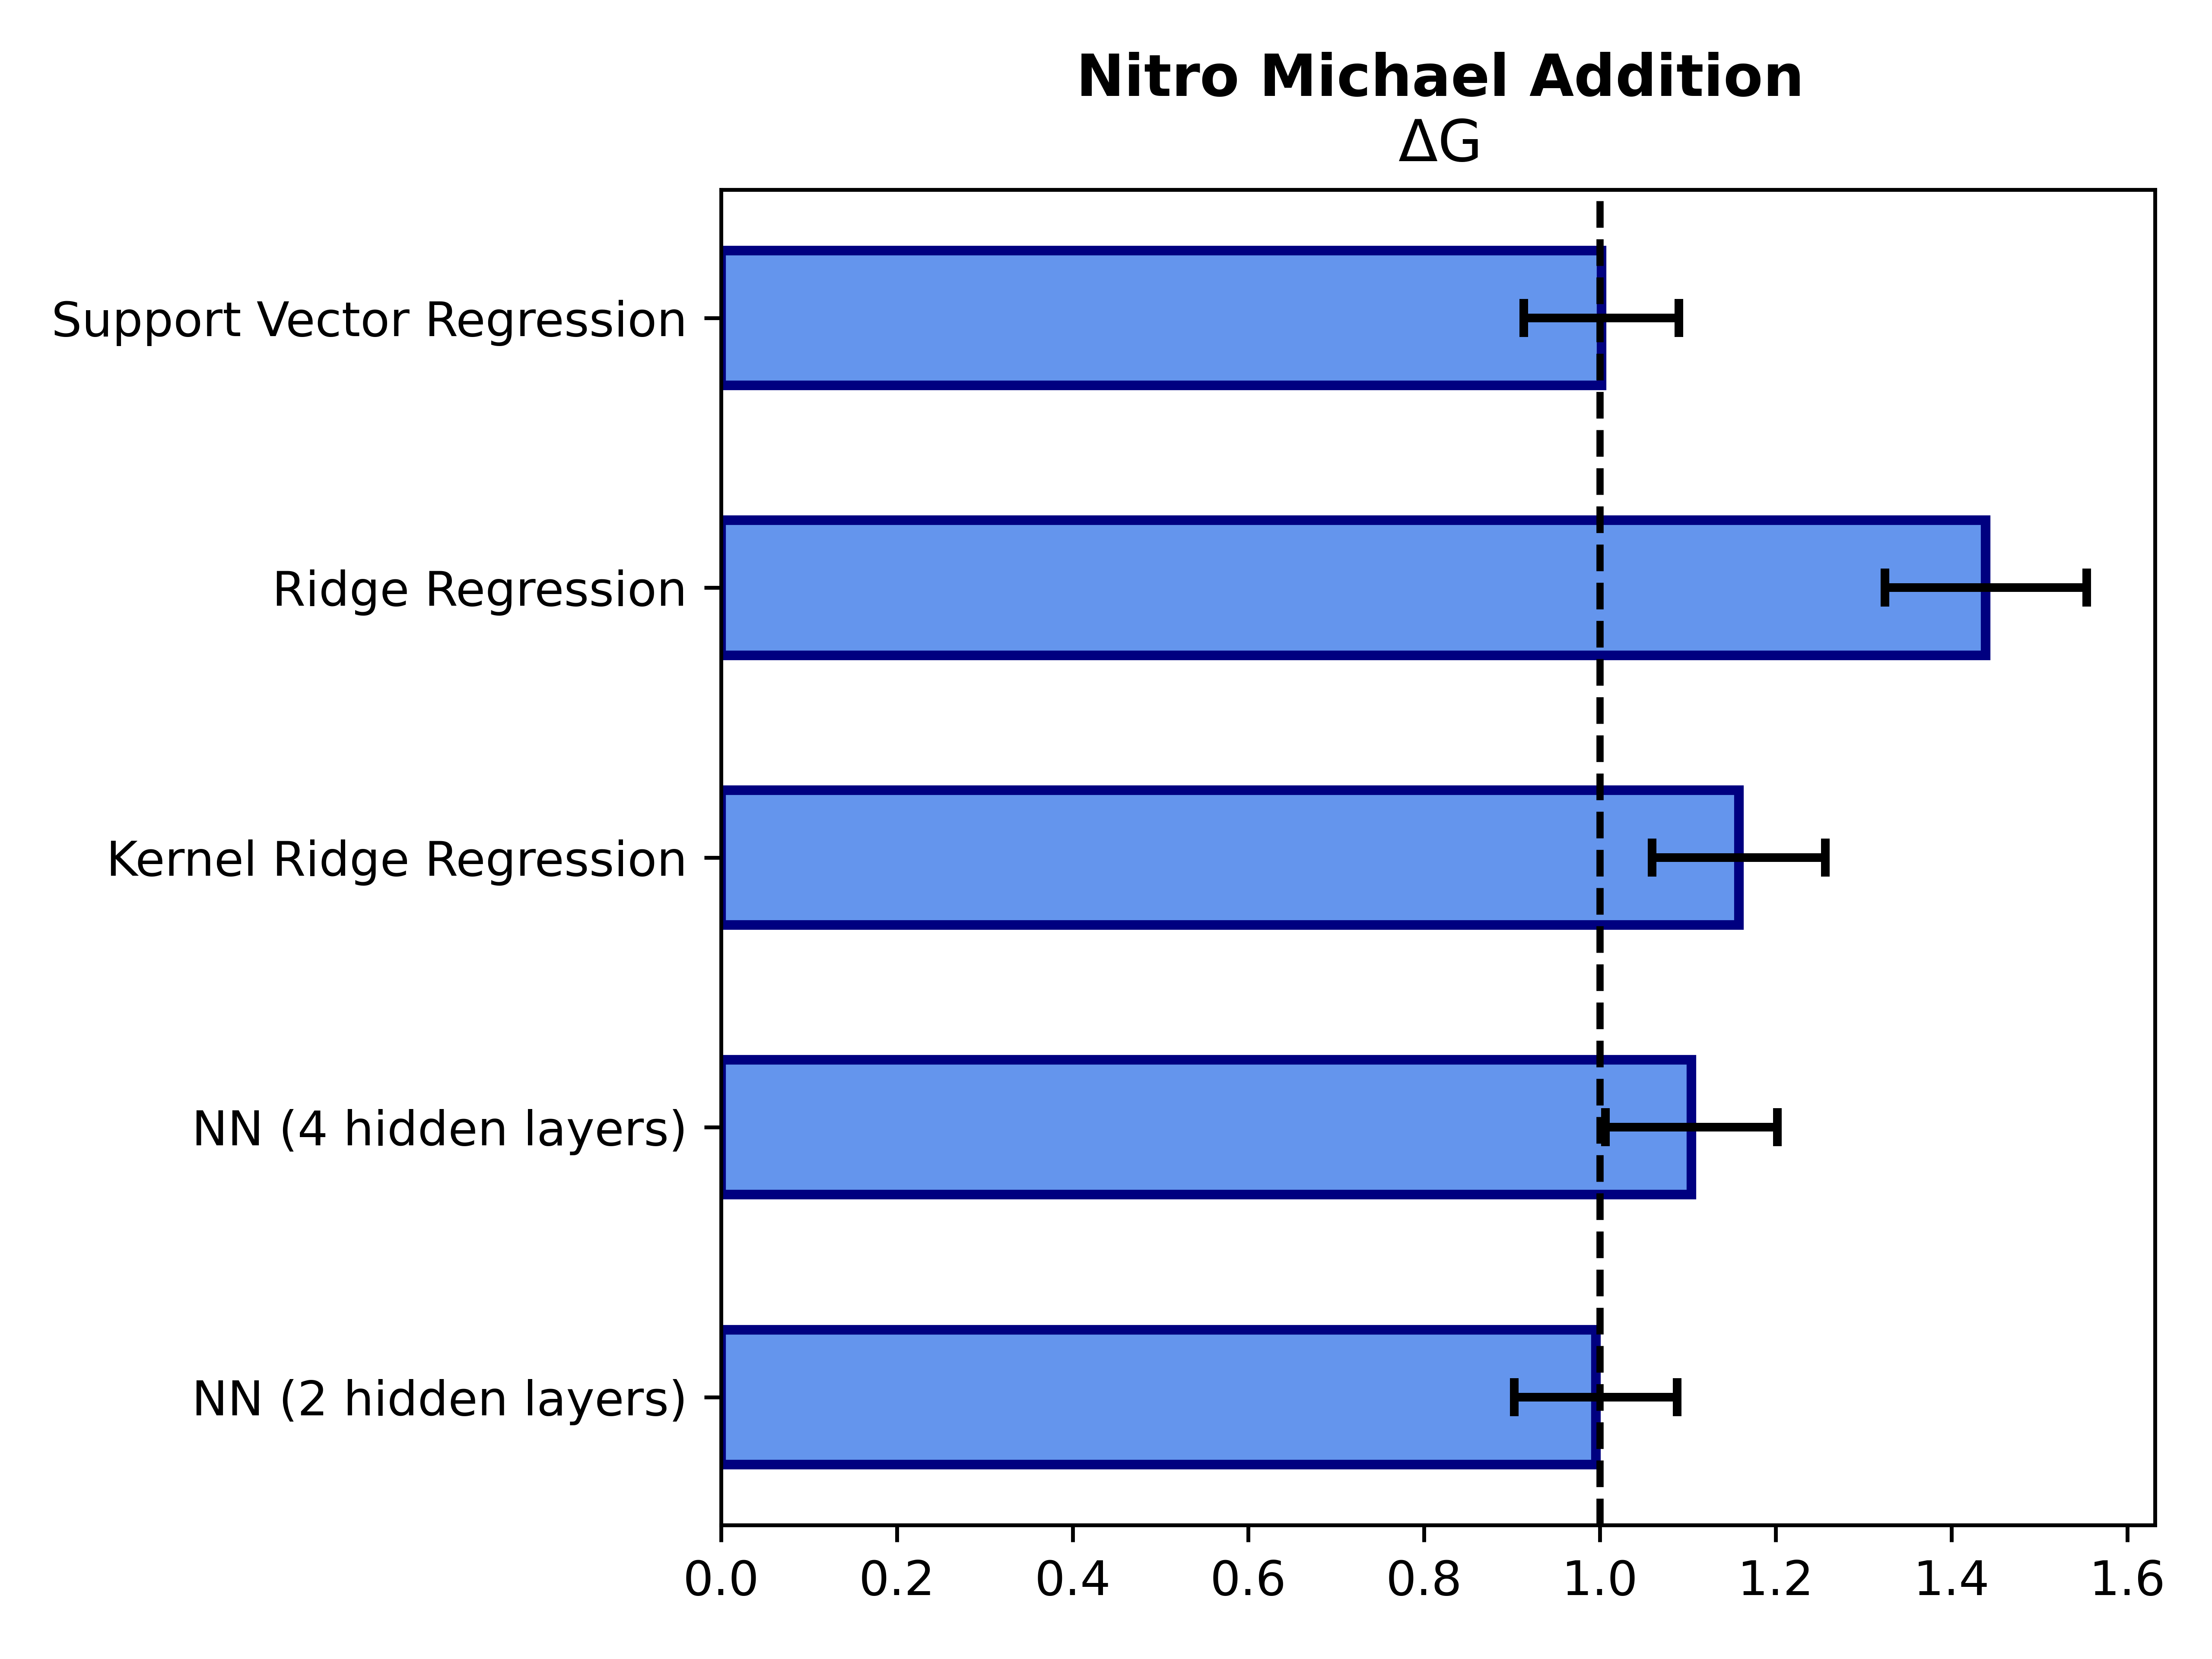 Nitro Michael Addition
ΔG
Support Vector Regression
Ridge Regression
Kernel Ridge Regression
NN (4 hidden layers)
NN (2 hidden layers)
0.0 0.2 0.4 0.6 0.8 1.0 1.2 1.4 1.6